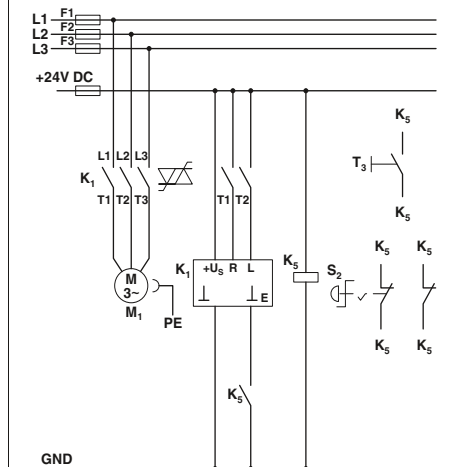 L1 F1
L2 F2
L3 F3
+24V DC
K5
L1 L2 L3
K1
T3
T1 T2 T3
T1 T2
K5
K1 +US R L
K5 S2 K5 K5
M
3~
⊥ ⊥ E
M1
PE
K5 K5
K5
GND